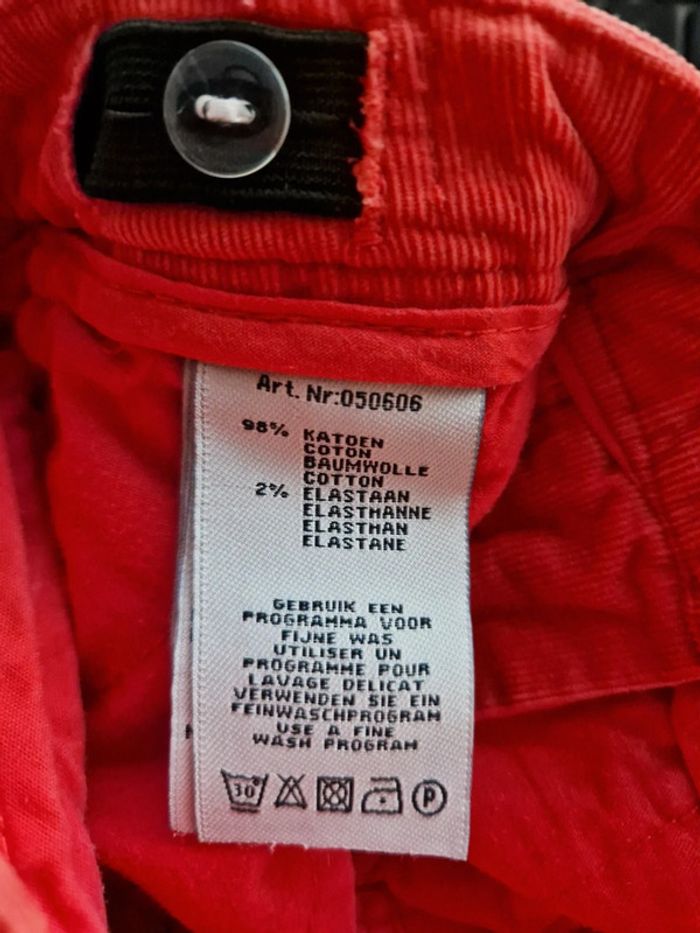 Art. Nr:050606
98% KATOEN
COTON
BAUMWOLLE
COTTON
2% ELASTAAN
ELASTHANNE
ELASTHAN
ELASTANE
GEBRUIK EEN
PROGRAMMA VOOR
FIJNE WAS
UTILISER UN
PROGRAMME POUR
LAVAGE DELICAT
VERWENDEN SIE EIN
FEINWASCHPROGRAM
USE A FINE
WASH PROGRAM
30° P